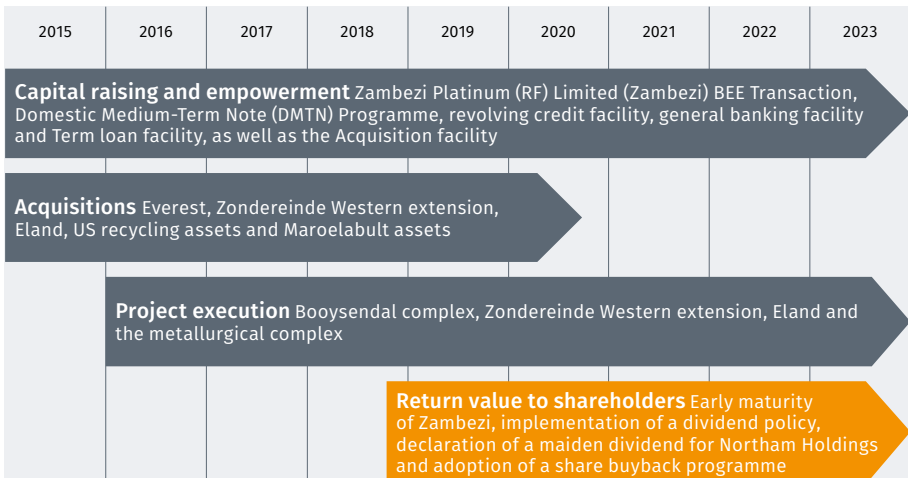 2015 2016 2017 2018 2019 2020 2021 2022 2023
Capital raising and empowerment Zambezi Platinum (RF) Limited (Zambezi) BEE Transaction,
Domestic Medium-Term Note (DMTN) Programme, revolving credit facility, general banking facility
and Term loan facility, as well as the Acquisition facility
Acquisitions Everest, Zondereinde Western extension,
Eland, US recycling assets and Maroelabult assets
Project execution Booysendal complex, Zondereinde Western extension, Eland and
the metallurgical complex
Return value to shareholders Early maturity
of Zambezi, implementation of a dividend policy,
declaration of a maiden dividend for Northam Holdings
and adoption of a share buyback programme